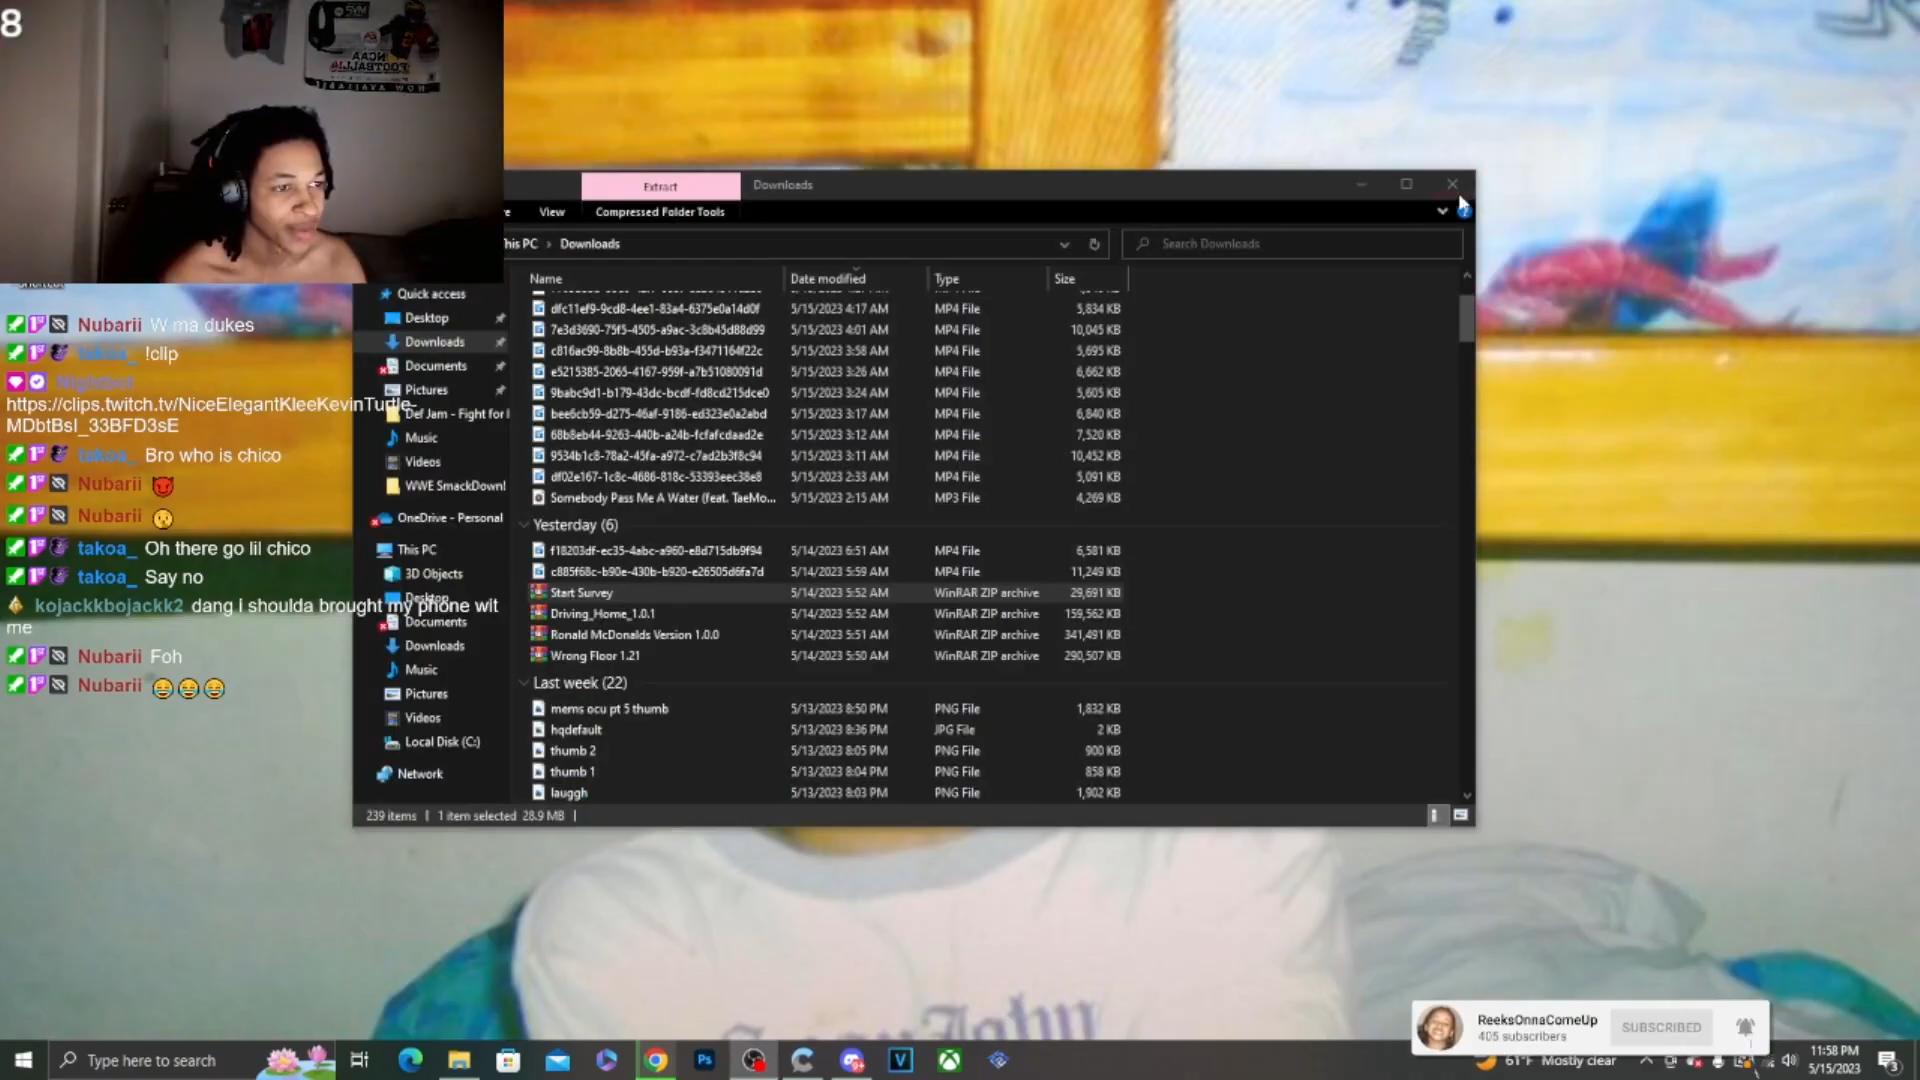 8
Extract
Downloads
View
Compressed Folder Tools
This PC > Downloads
Search Downloads
Name
Date modified
Type
Size
Quick access
Desktop
Downloads
Documents
Pictures
Def Jam - Fight for
Music
Videos
WWE SmackDown!
OneDrive - Personal
This PC
3D Objects
Desktop
Documents
Downloads
Music
Pictures
Videos
Local Disk (C:)
Network
dfc11ef9-9cd8-4ee1-83a4-6375e0a14d0f 5/15/2023 4:17 AM MP4 File 5,834 KB
7e3d3690-75f5-4505-a9ac-3c8b45d88d99 5/15/2023 4:01 AM MP4 File 10,045 KB
c816ac99-8b8b-455d-b93a-f3471164f22c 5/15/2023 3:58 AM MP4 File 5,695 KB
e5215385-2065-4167-959f-a7b51080091d 5/15/2023 3:26 AM MP4 File 6,662 KB
9babc9d1-b179-43dc-bcdf-fd8cd215dce0 5/15/2023 3:24 AM MP4 File 5,605 KB
bee6cb59-d275-46af-9186-ed323e0a2abd 5/15/2023 3:17 AM MP4 File 6,840 KB
68b8eb44-9263-440b-a24b-fcfafcdaad2e 5/15/2023 3:12 AM MP4 File 7,520 KB
9534b1c8-78a2-45fa-a972-c7ad2b3f8c94 5/15/2023 3:11 AM MP4 File 10,452 KB
df02e167-1c8c-4686-818c-53393eec38e8 5/15/2023 2:33 AM MP4 File 5,091 KB
Somebody Pass Me A Water (feat. TaeMo... 5/15/2023 2:15 AM MP3 File 4,269 KB
Yesterday (6)
f18203df-ec35-4abc-a960-e8d715db9f94 5/14/2023 6:51 AM MP4 File 6,581 KB
c885f68c-b90e-430b-b920-e26505d6fa7d 5/14/2023 5:59 AM MP4 File 11,249 KB
Start Survey 5/14/2023 5:52 AM WinRAR ZIP archive 29,691 KB
Driving_Home_1.0.1 5/14/2023 5:52 AM WinRAR ZIP archive 159,562 KB
Ronald McDonalds Version 1.0.0 5/14/2023 5:51 AM WinRAR ZIP archive 341,491 KB
Wrong Floor 1.21 5/14/2023 5:50 AM WinRAR ZIP archive 290,507 KB
Last week (22)
mems ocu pt 5 thumb 5/13/2023 8:50 PM PNG File 1,832 KB
hqdefault 5/13/2023 8:36 PM JPG File 2 KB
thumb 2 5/13/2023 8:05 PM PNG File 900 KB
thumb 1 5/13/2023 8:04 PM PNG File 858 KB
lauggh 5/13/2023 8:03 PM PNG File 1,902 KB
239 items | 1 item selected 28.9 MB |
Nubarii W ma dukes
takoa_ !clip
Nightbot
https://clips.twitch.tv/NiceElegantKleeKevinTurtle-
MDbtBsI_33BFD3sE
takoa_ Bro who is chico
Nubarii
Nubarii
takoa_ Oh there go lil chico
takoa_ Say no
kojackkbojackk2 dang i shoulda brought my phone wit
me
Nubarii Foh
Nubarii
ReeksOnnaComeUp
405 subscribers
SUBSCRIBED
Type here to search
Ps
V
61°F Mostly clear
11:58 PM
5/15/2023
3